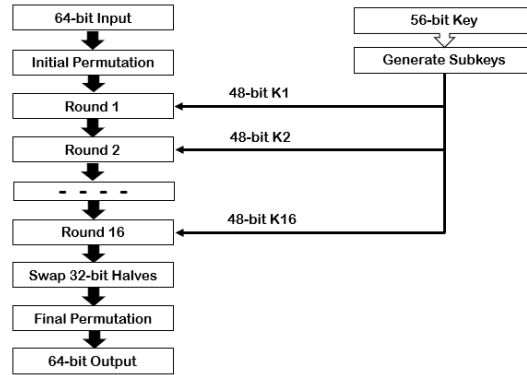 64-bit Input
56-bit Key
Initial Permutation
Generate Subkeys
Round 1
48-bit K1
Round 2
48-bit K2
- - - -
Round 16
48-bit K16
Swap 32-bit Halves
Final Permutation
64-bit Output